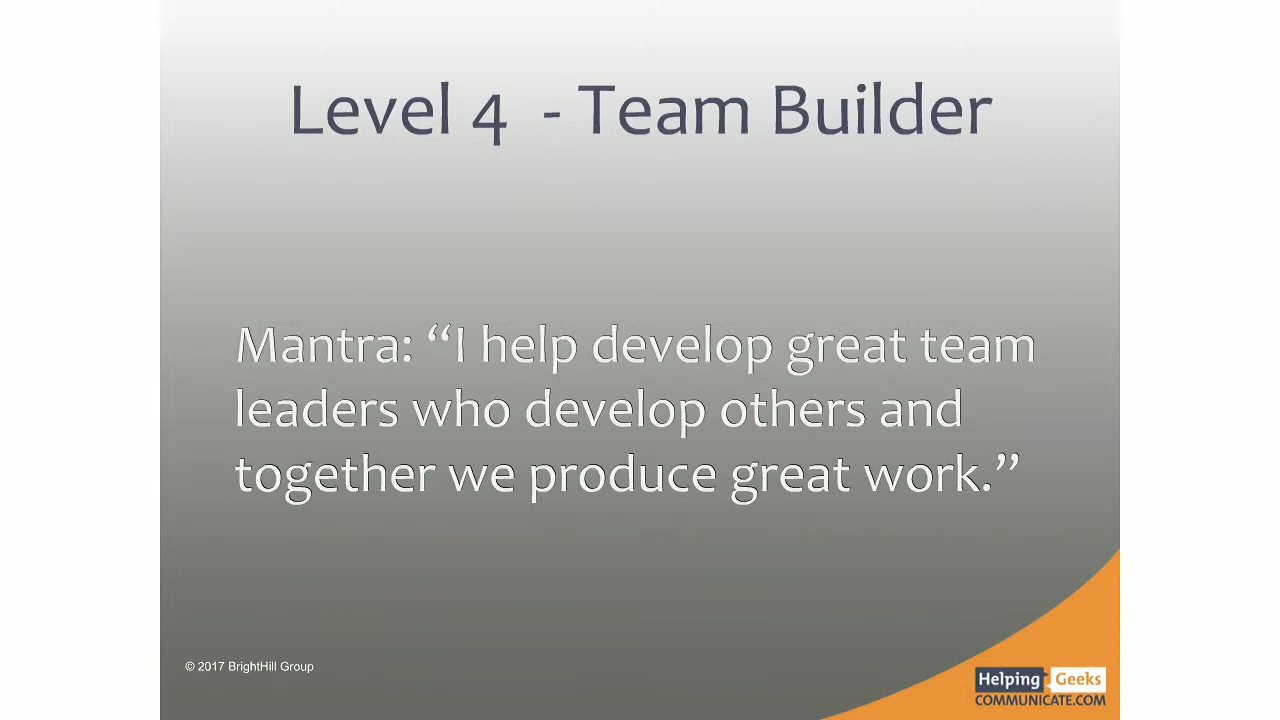 Level 4  - Team Builder
Mantra: “I help develop great team
leaders who develop others and
together we produce great work.”
© 2017 BrightHill Group
Helping Geeks
COMMUNICATE.COM